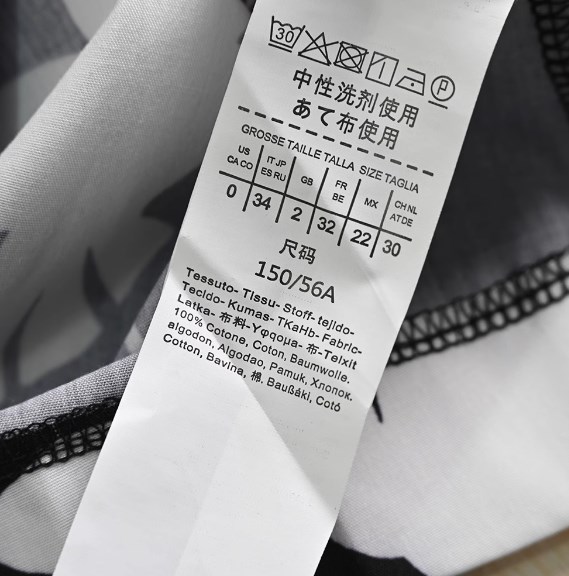 30 P
中性洗剂使用
あて布使用
GROSSE TAILLE TALLA SIZE TAGLIA
US CA CO IT JP ES RU GB FR BE MX CH NL AT DE
0 34 2 32 22 30
尺码
150/56A
Tessuto- Tissu- Stoff- tejido-
Tecido- Kumas- TKaHb- Fabric-
Latka- 布料-Υφρομα- 布-Telxit
100% Cotone, Coton, Baumwolle.
algodon, Algodao, Pamuk, Хлопок.
Cotton, Bavina, 棉. Baußáki, Cotó